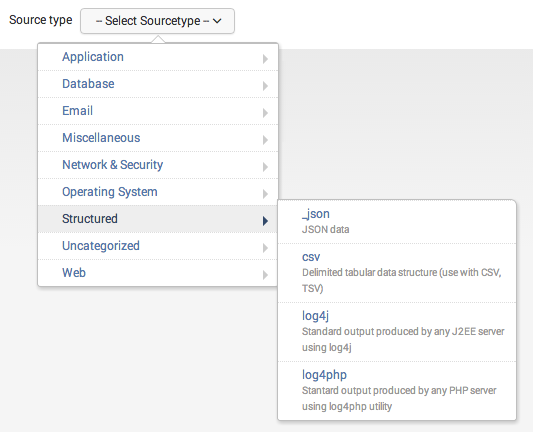 Source type
-- Select Sourcetype --
Application
Database
Email
Miscellaneous
Network & Security
Operating System
Structured
Uncategorized
Web
_json
JSON data
csv
Delimited tabular data structure (use with CSV,
TSV)
log4j
Standard output produced by any J2EE server
using log4j
log4php
Stantard output produced by any PHP server
using log4php utility